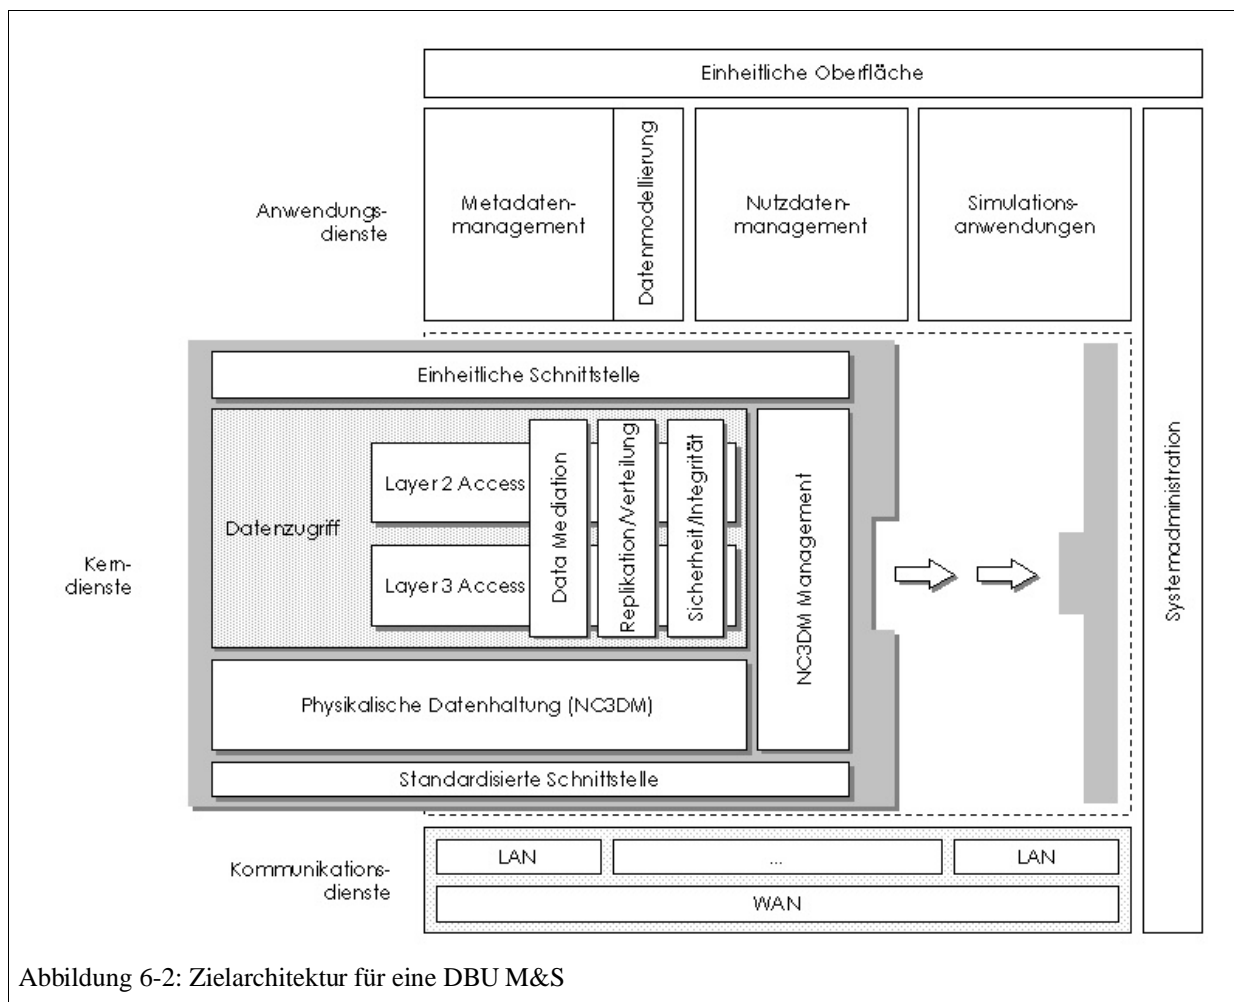 Einheitliche Oberfläche
Anwendungs-
dienste
Metadaten-
management
Datenmodellierung
Nutzdaten-
management
Simulations-
anwendungen
Systemadministration
Kern-
dienste
Einheitliche Schnittstelle
Datenzugriff
Layer 2 Access
Layer 3 Access
Data Mediation
Replikation/Verteilung
Sicherheit/Integrität
NC3DM Management
Physikalische Datenhaltung (NC3DM)
Standardisierte Schnittstelle
Kommunikations-
dienste
LAN
...
LAN
WAN
Abbildung 6-2: Zielarchitektur für eine DBU M&S